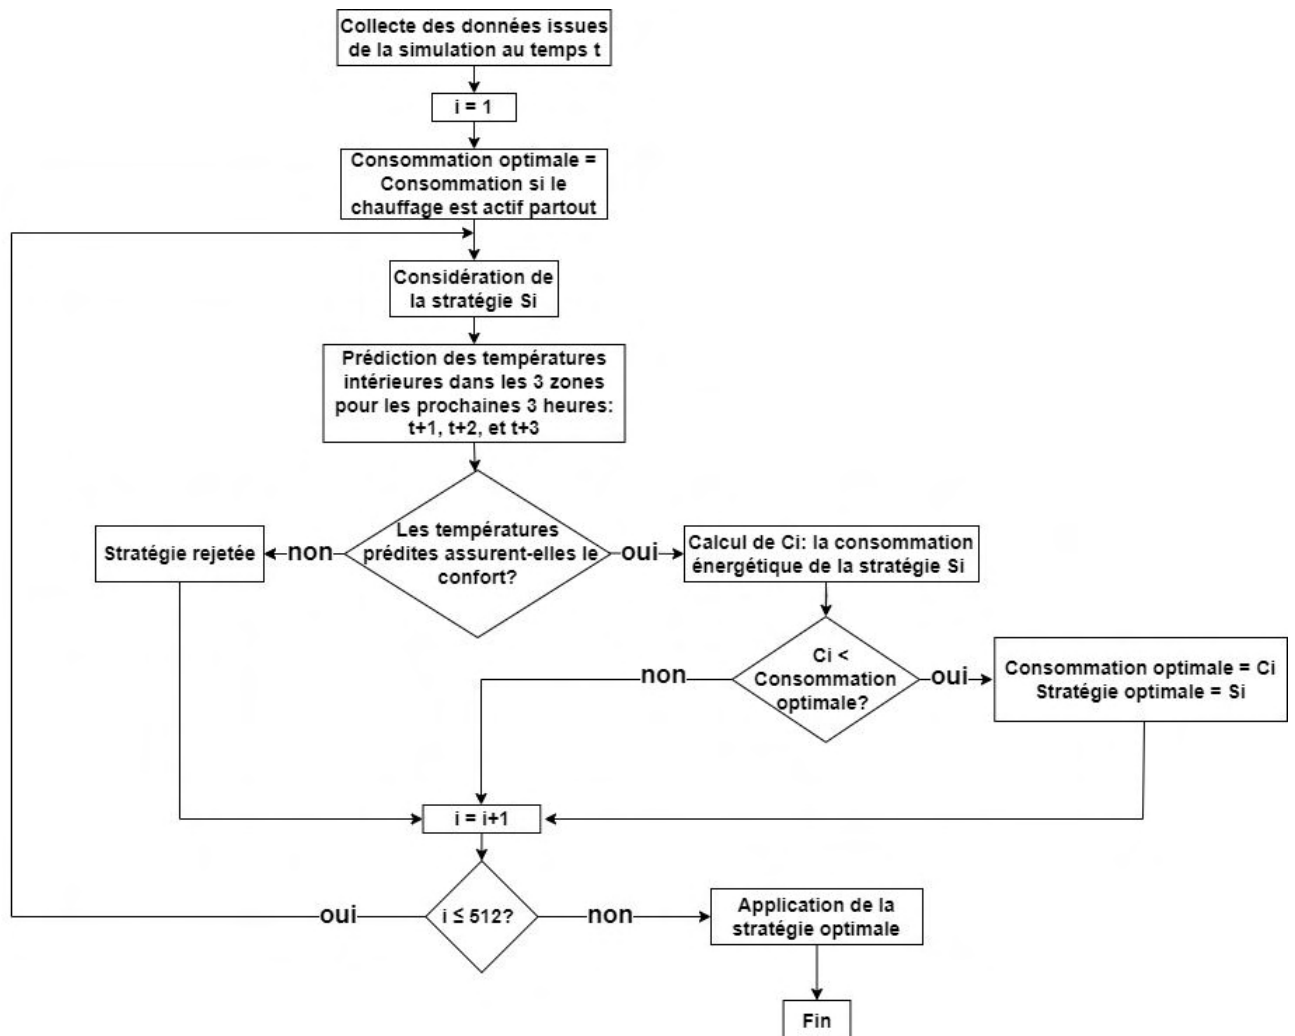 Collecte des données issues
de la simulation au temps t
i = 1
Consommation optimale =
Consommation si le
chauffage est actif partout
Considération de
la stratégie Si
Prédiction des températures
intérieures dans les 3 zones
pour les prochaines 3 heures:
t+1, t+2, et t+3
Les températures
prédites assurent-elles le
confort?
non
oui
Stratégie rejetée
Calcul de Ci: la consommation
énergétique de la stratégie Si
Ci <
Consommation
optimale?
non
oui
Consommation optimale = Ci
Stratégie optimale = Si
i = i+1
i ≤ 512?
oui
non
Application de la
stratégie optimale
Fin